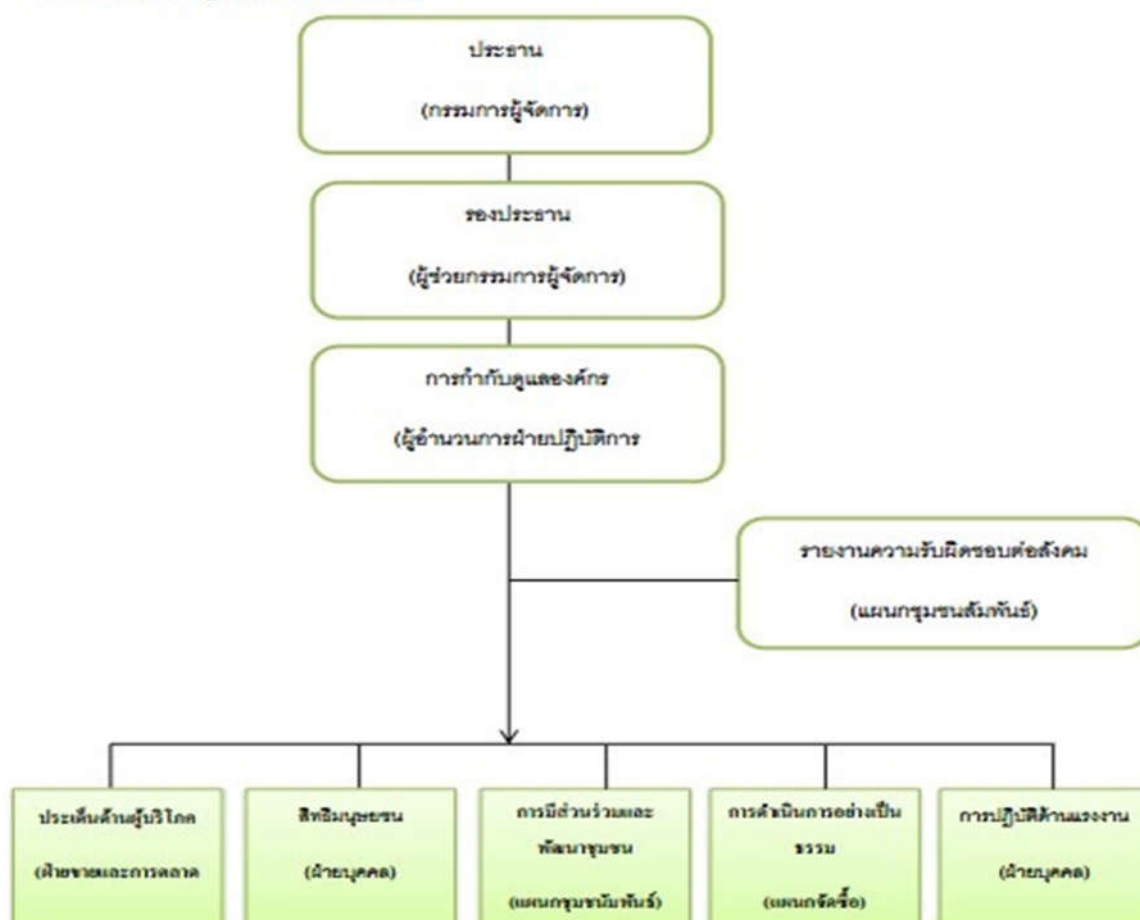 ประธาน
(กรรมการผู้จัดการ)
รองประธาน
(ผู้ช่วยกรรมการผู้จัดการ)
การกำกับดูแลองค์กร
(ผู้อำนวยการฝ่ายปฏิบัติการ
รายงานความรับผิดชอบต่อสังคม
(แผนกชุมชนสัมพันธ์)
ประเด็นด้านผู้บริโภค
(ฝ่ายขายและการตลาด
สิทธิมนุษยชน
(ฝ่ายบุคคล)
การมีส่วนร่วมและ
พัฒนาชุมชน
(แผนกชุมชนัมพันธ์)
การดำเนินการอย่างเป็น
ธรรม
(แผนกจัดซื้อ)
การปฏิบัติด้านแรงงาน
(ฝ่ายบุคคล)